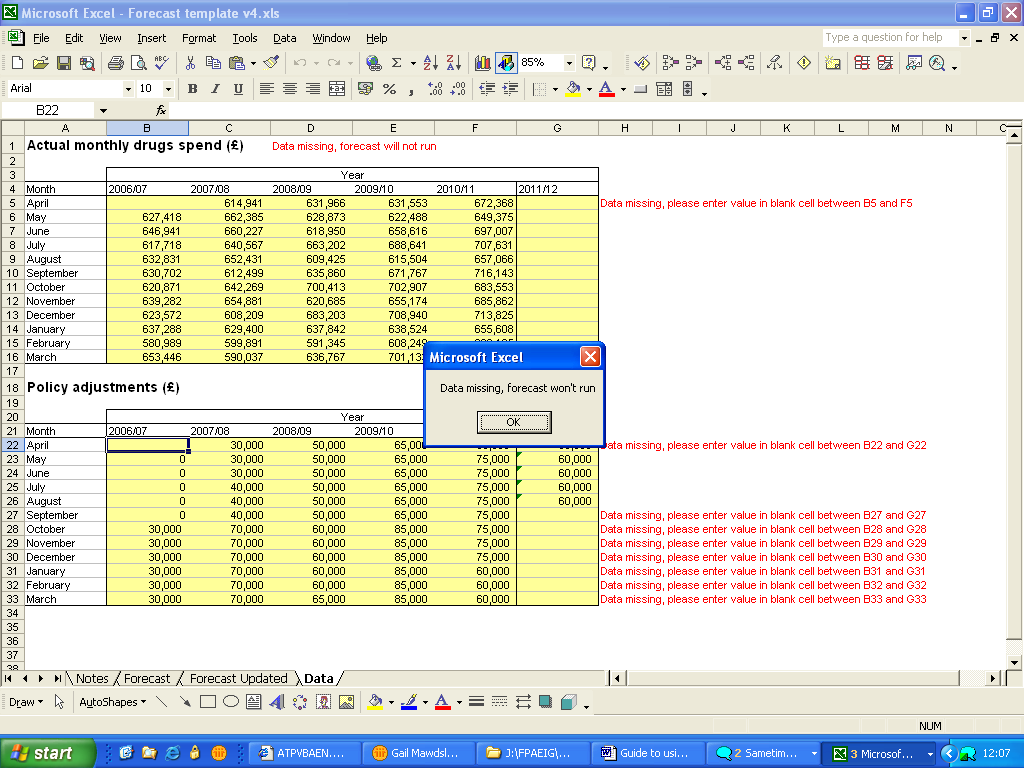 Microsoft Excel - Forecast template v4.xls
File Edit View Insert Format Tools Data Window Help Type a question for help
85%
Arial 10 B I U % ,
B22 fx
A B C D E F G H I J K L M N
1 Actual monthly drugs spend (£) Data missing, forecast will not run
2
3 Year
4 Month 2006/07 2007/08 2008/09 2009/10 2010/11 2011/12
5 April 614,941 631,966 631,553 672,368 Data missing, please enter value in blank cell between B5 and F5
6 May 627,418 662,385 628,873 622,488 649,375
7 June 646,941 660,227 618,950 658,616 697,007
8 July 617,718 640,567 663,202 688,641 707,631
9 August 632,831 652,431 609,425 615,504 657,066
10 September 630,702 612,499 635,860 671,767 716,143
11 October 620,871 642,269 700,413 702,907 683,553
12 November 639,282 654,881 620,685 655,174 685,862
13 December 623,572 608,209 683,203 708,940 713,825
14 January 637,288 629,400 637,842 638,524 655,608
15 February 580,989 599,891 591,345 608,249
16 March 653,446 590,037 636,767
17
18 Policy adjustments (£)
19
20 Year
21 Month 2006/07 2007/08 2008/09 2009/10
22 April 30,000 50,000 65,00 Data missing, please enter value in blank cell between B22 and G22
23 May 0 30,000 50,000 65,000 75,000 60,000
24 June 0 30,000 50,000 65,000 75,000 60,000
25 July 0 40,000 50,000 65,000 75,000 60,000
26 August 0 40,000 50,000 65,000 75,000 60,000
27 September 0 40,000 50,000 65,000 75,000 Data missing, please enter value in blank cell between B27 and G27
28 October 30,000 70,000 60,000 85,000 75,000 Data missing, please enter value in blank cell between B28 and G28
29 November 30,000 70,000 60,000 85,000 75,000 Data missing, please enter value in blank cell between B29 and G29
30 December 30,000 70,000 60,000 85,000 75,000 Data missing, please enter value in blank cell between B30 and G30
31 January 30,000 70,000 60,000 85,000 60,000 Data missing, please enter value in blank cell between B31 and G31
32 February 30,000 70,000 60,000 85,000 60,000 Data missing, please enter value in blank cell between B32 and G32
33 March 30,000 70,000 65,000 85,000 60,000 Data missing, please enter value in blank cell between B33 and G33
34
35
36
37
38
Microsoft Excel
Data missing, forecast won't run
OK
Notes Forecast Forecast Updated Data
Draw AutoShapes
NUM
start ATPVBAEN.... Gail Mawdsl... J:\FPAEIG\... Guide to usi... 2 Sametim... 3 Microsof... 12:07